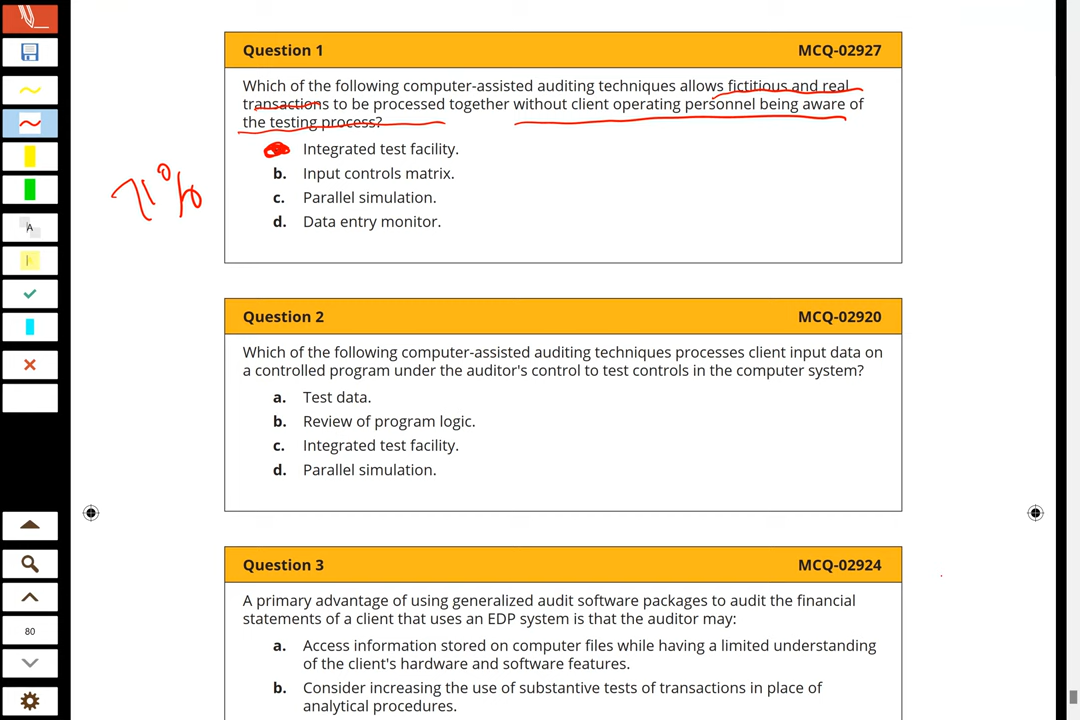 Question 1 MCQ-02927
Which of the following computer-assisted auditing techniques allows fictitious and real
transactions to be processed together without client operating personnel being aware of
the testing process?
Integrated test facility.
b. Input controls matrix.
c. Parallel simulation.
d. Data entry monitor.
71%
Question 2 MCQ-02920
Which of the following computer-assisted auditing techniques processes client input data on
a controlled program under the auditor's control to test controls in the computer system?
a. Test data.
b. Review of program logic.
c. Integrated test facility.
d. Parallel simulation.
Question 3 MCQ-02924
A primary advantage of using generalized audit software packages to audit the financial
statements of a client that uses an EDP system is that the auditor may:
a. Access information stored on computer files while having a limited understanding
of the client's hardware and software features.
b. Consider increasing the use of substantive tests of transactions in place of
analytical procedures.
A
80